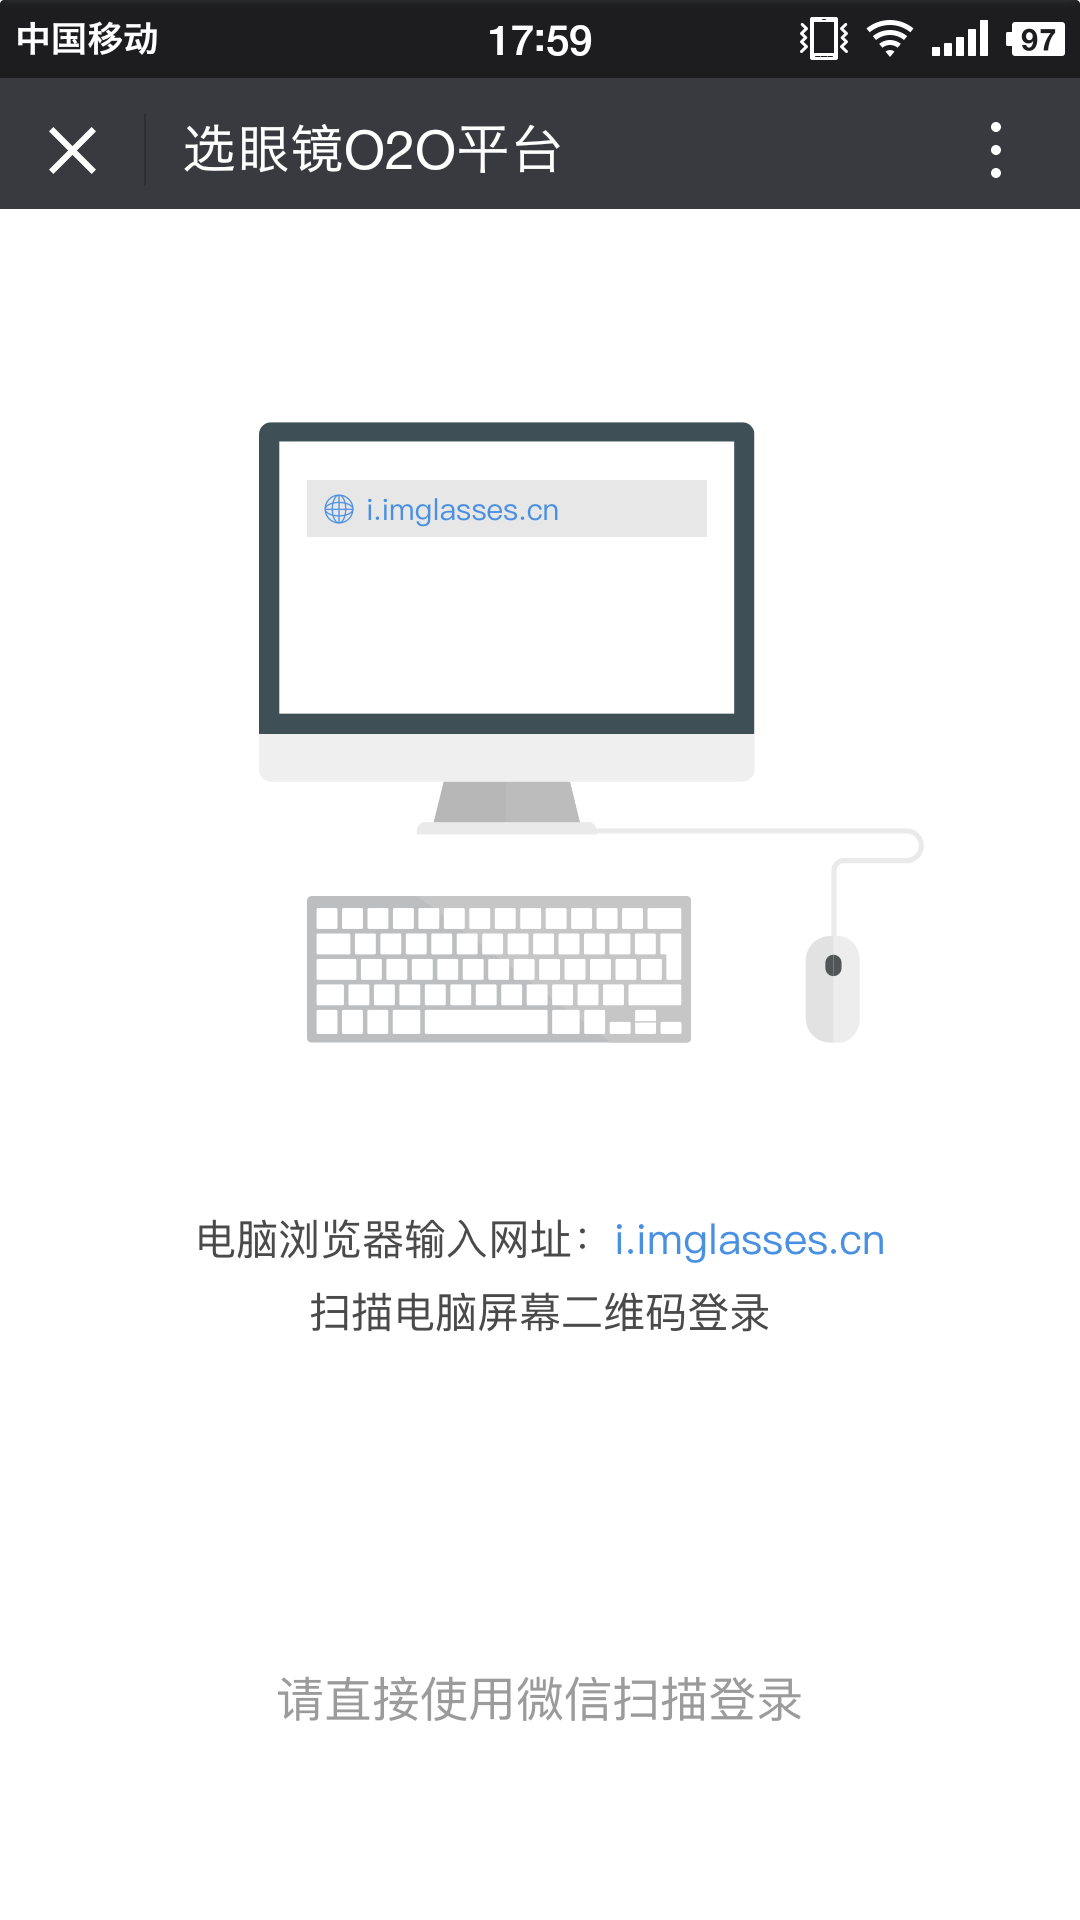 中国移动 17:59 97
选眼镜O2O平台
i.imglasses.cn
电脑浏览器输入网址：i.imglasses.cn
扫描电脑屏幕二维码登录
请直接使用微信扫描登录